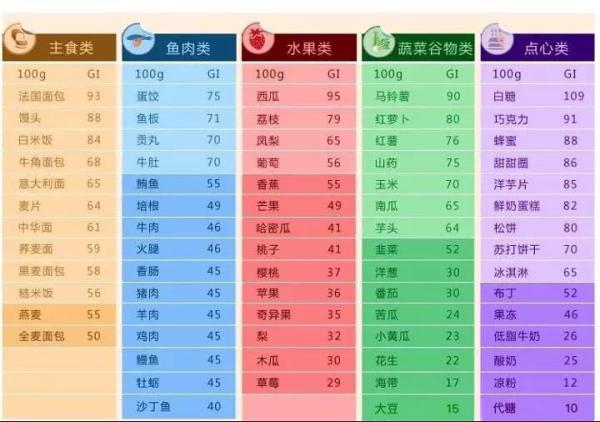 主食类 鱼肉类 水果类 蔬菜谷物类 点心类
100g GI 100g GI 100g GI 100g GI 100g GI
法国面包 93 蛋饺 75 西瓜 95 马铃薯 90 白糖 109
馒头 88 鱼板 71 荔枝 79 红萝卜 80 巧克力 91
白米饭 84 贡丸 70 凤梨 65 红薯 76 蜂蜜 88
牛角面包 68 牛肚 70 葡萄 56 山药 75 甜甜圈 86
意大利面 65 鲔鱼 55 香蕉 55 玉米 70 洋芋片 85
麦片 64 培根 49 芒果 49 南瓜 65 鲜奶蛋糕 82
中华面 61 牛肉 46 哈密瓜 41 芋头 64 松饼 80
荞麦面 59 火腿 46 桃子 41 韭菜 52 苏打饼干 70
黑麦面包 58 香肠 45 樱桃 37 洋葱 30 冰淇淋 65
糙米饭 56 猪肉 45 苹果 36 番茄 30 布丁 52
燕麦 55 羊肉 45 奇异果 35 苦瓜 24 果冻 46
全麦面包 50 鸡肉 45 梨 32 小黄瓜 23 低脂牛奶 26
鳗鱼 45 木瓜 30 花生 22 酸奶 25
牡蛎 45 草莓 29 海带 17 凉粉 12
沙丁鱼 40 大豆 15 代糖 10